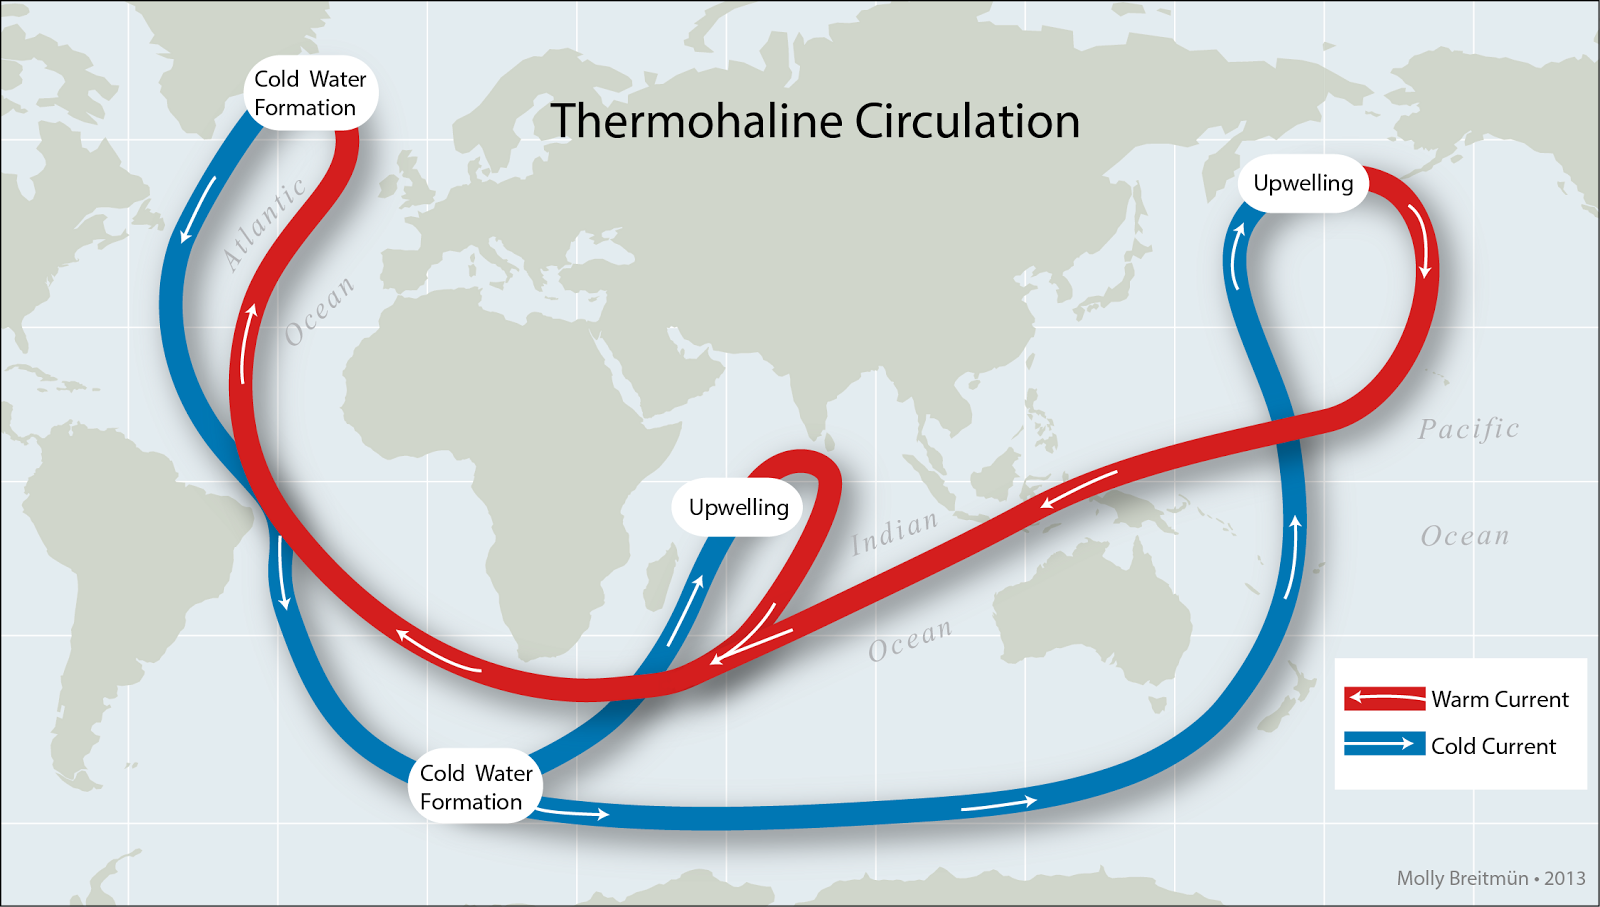 Cold Water
Formation
Thermohaline Circulation
Upwelling
Atlantic
Ocean
Pacific
Ocean
Upwelling
Indian
Ocean
Warm Current
Cold Current
Cold Water
Formation
Molly Breitmün • 2013